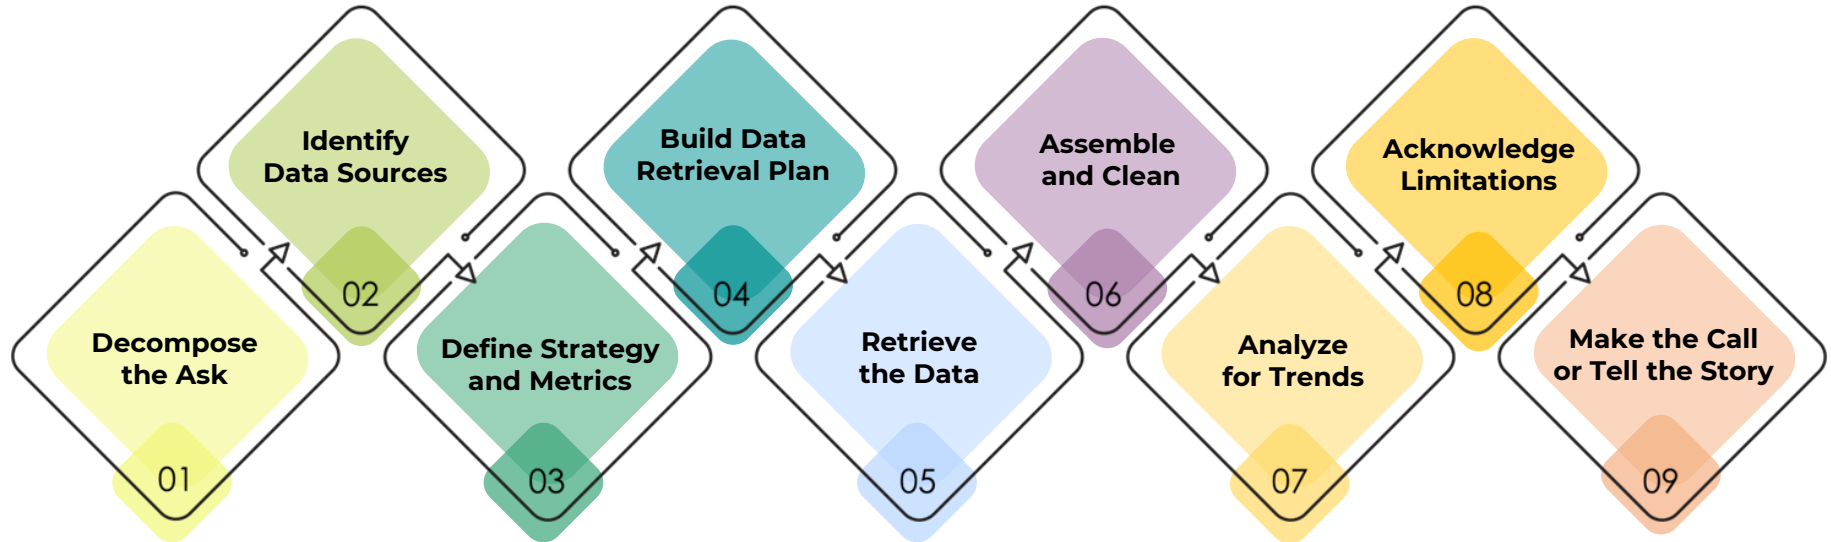 Decompose
the Ask
01
Identify
Data Sources
02
Define Strategy
and Metrics
03
Build Data
Retrieval Plan
04
Retrieve
the Data
05
Assemble
and Clean
06
Analyze
for Trends
07
Acknowledge
Limitations
08
Make the Call
or Tell the Story
09